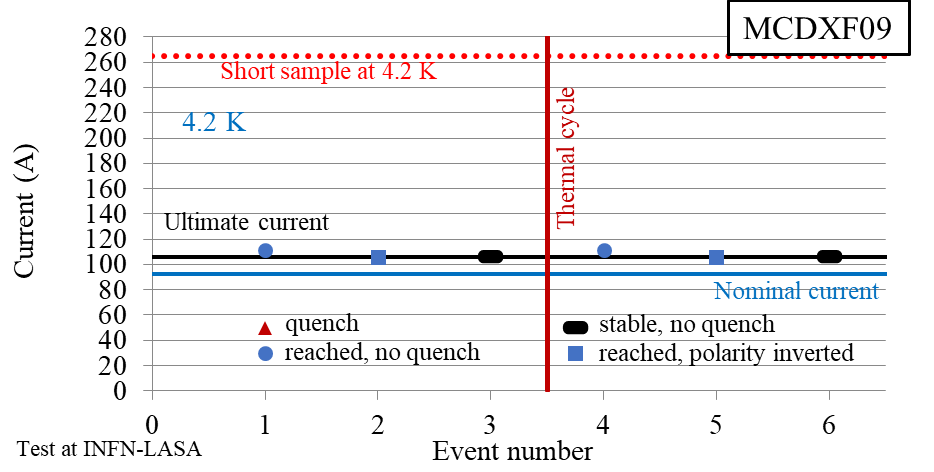 MCDXF09
280
260
240
220
200
180
160
140
120
100
80
60
40
20
0
Current (A)
Short sample at 4.2 K
4.2 K
Thermal cycle
Ultimate current
Nominal current
quench
stable, no quench
reached, no quench
reached, polarity inverted
0 1 2 3 4 5 6
Event number
Test at INFN-LASA